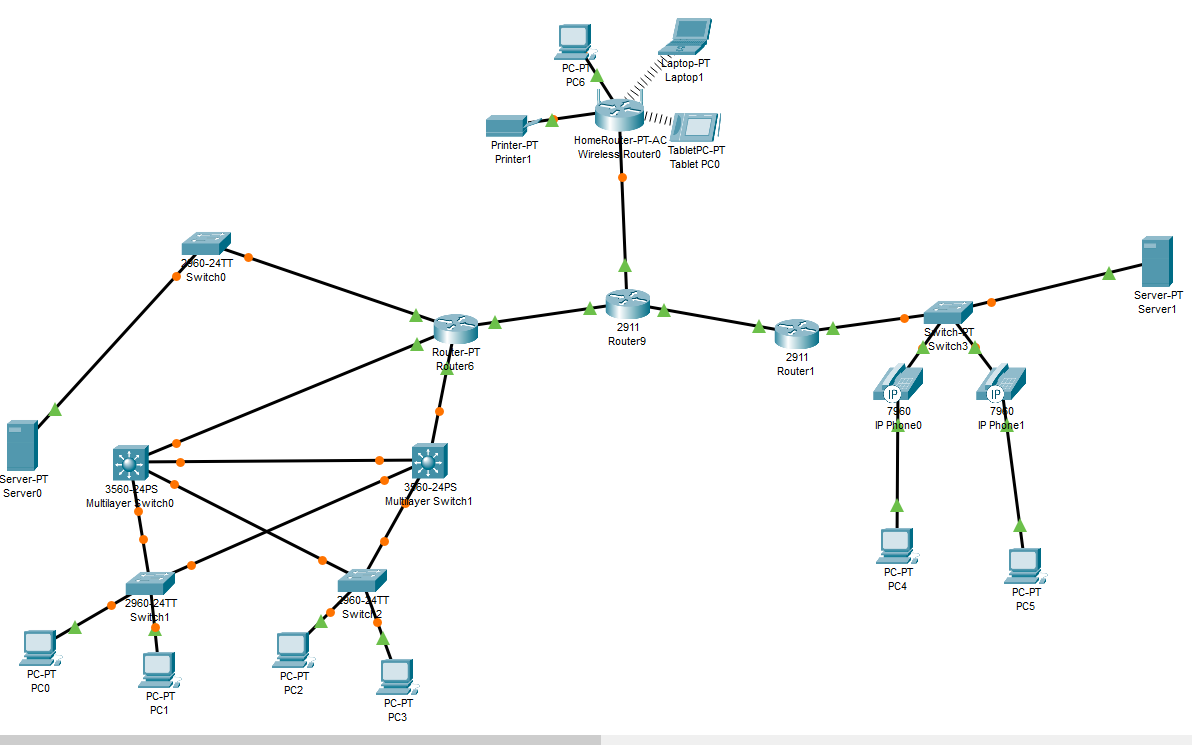 PC-PT
PC6
Laptop-PT
Laptop1
Printer-PT
Printer1
HomeRouter-PT-AC
Wireless Router0
TabletPC-PT
Tablet PC0
2960-24TT
Switch0
Server-PT
Server1
2911
Router9
Router-PT
Router6
2911
Router1
Switch-PT
Switch3
IP
7960
IP Phone0
IP
7960
IP Phone1
Server-PT
Server0
3560-24PS
Multilayer Switch0
3560-24PS
Multilayer Switch1
PC-PT
PC4
PC-PT
PC5
2960-24TT
Switch1
2960-24TT
Switch2
PC-PT
PC0
PC-PT
PC1
PC-PT
PC2
PC-PT
PC3